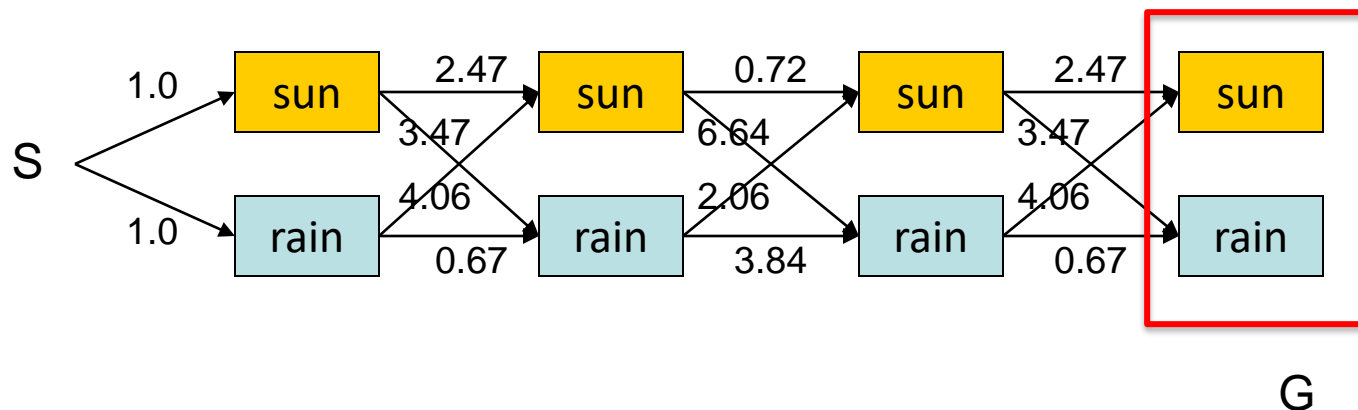 2.47 0.72 2.47
1.0 sun sun sun sun
3.47 6.64 3.47
S
4.06 2.06 4.06
1.0 rain rain rain rain
0.67 3.84 0.67
G